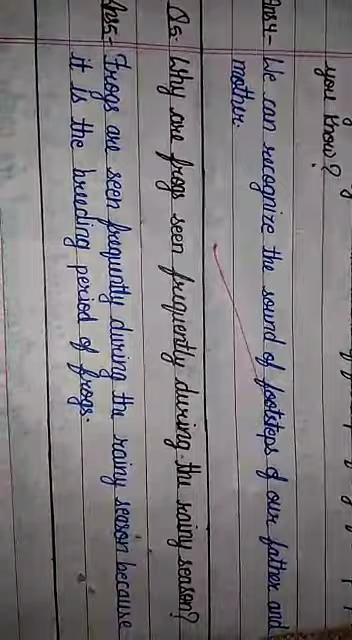 you know?
Ans4- We can recognize the sound of footsteps of our father and
mother.
Q5- Why are frogs seen frequently during the rainy season?
Ans5- Frogs are seen frequently during the rainy season because
it is the breeding period of frogs.